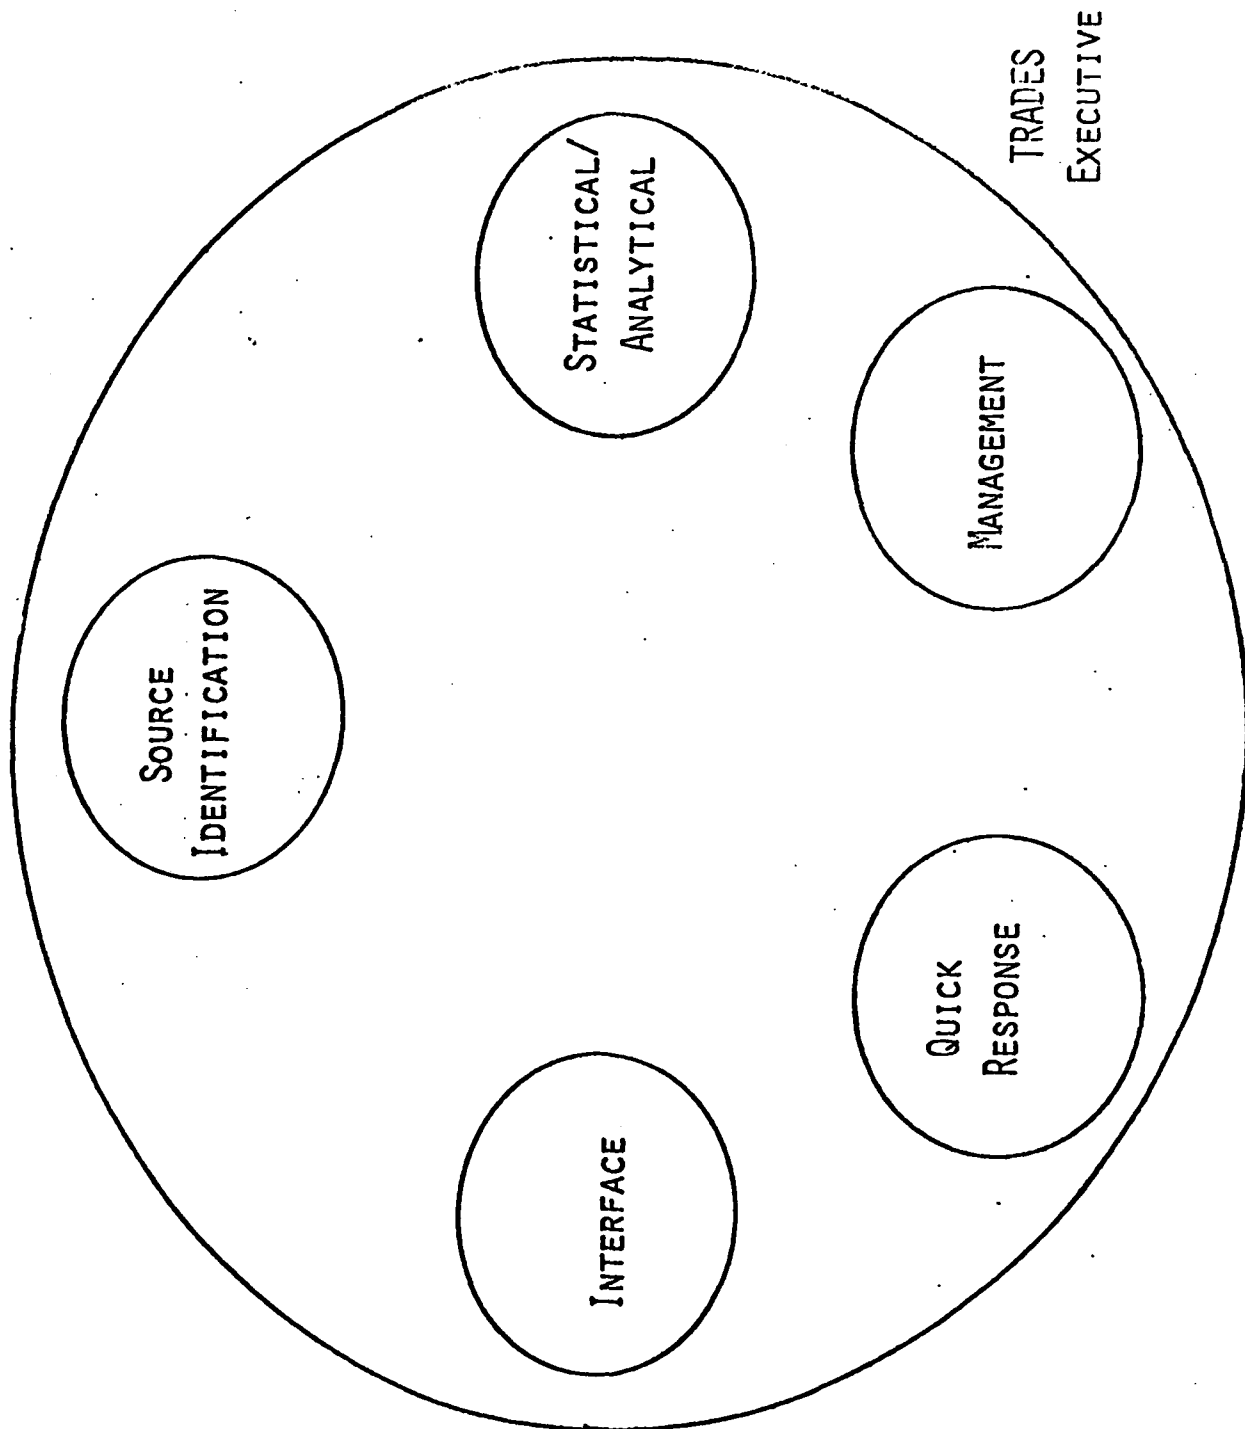 SOURCE
IDENTIFICATION
STATISTICAL/
ANALYTICAL
INTERFACE
MANAGEMENT
QUICK
RESPONSE
TRADES
EXECUTIVE